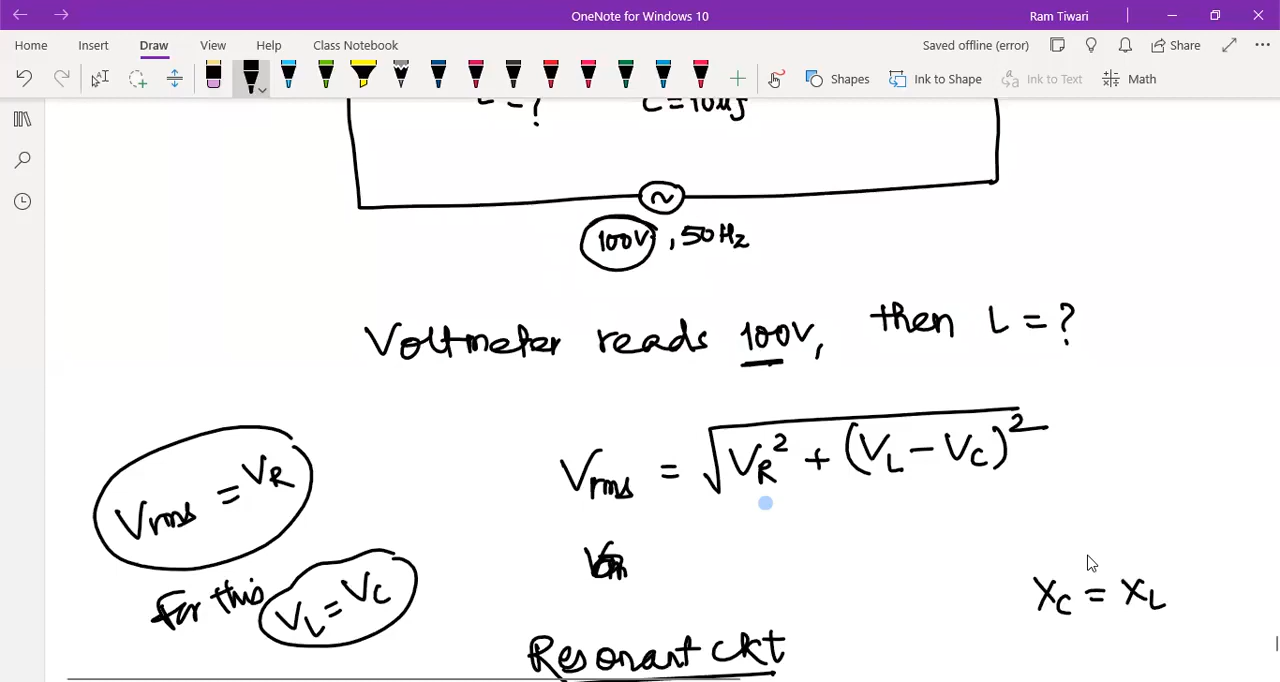 OneNote for Windows 10
Ram Tiwari
Home Insert Draw View Help Class Notebook
Saved offline (error) Share
Shapes Ink to Shape Ink to Text Math
L = ? C = 10μf
100V, 50Hz
Voltmeter reads 100V, then L = ?
Vrms = √VR² + (VL − VC)²
Vrms = VR
For this VL = VC
XC = XL
Resonant ckt